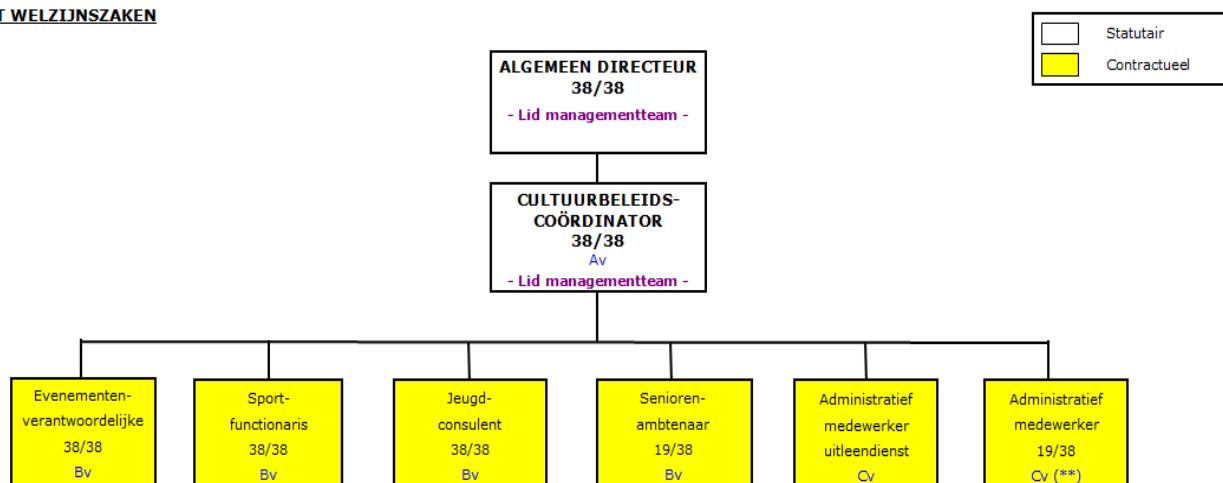 T WELZIJNSZAKEN
Statutair
Contractueel
ALGEMEEN DIRECTEUR
38/38
- Lid managementteam -
CULTUURBELEIDS-
COÖRDINATOR
38/38
Av
- Lid managementteam -
Evenementen-
verantwoordelijke
38/38
Bv
Sport-
functionaris
38/38
Bv
Jeugd-
consulent
38/38
Bv
Senioren-
ambtenaar
19/38
Bv
Administratief
medewerker
uitleendienst
Cv
Administratief
medewerker
19/38
Cv (**)